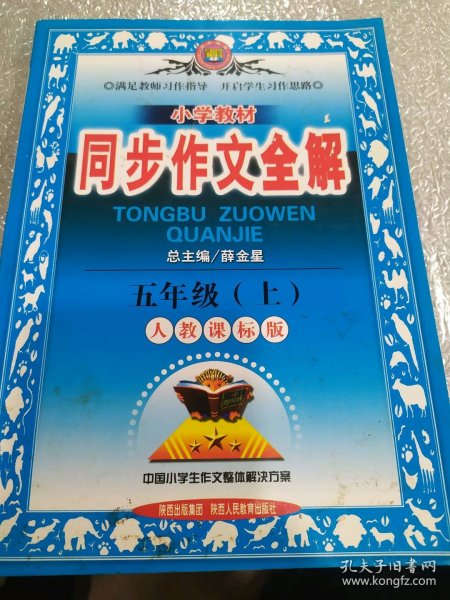 ◎满足教师习作指导 开启学生习作思路◎
小学教材
同步作文全解
TONGBU ZUOWEN
QUANJIE
总主编/薛金星
五年级（上）
人教课标版
中国小学生作文整体解决方案
陕西出版集团 陕西人民教育出版社
孔夫子旧书网
www.kongfz.com